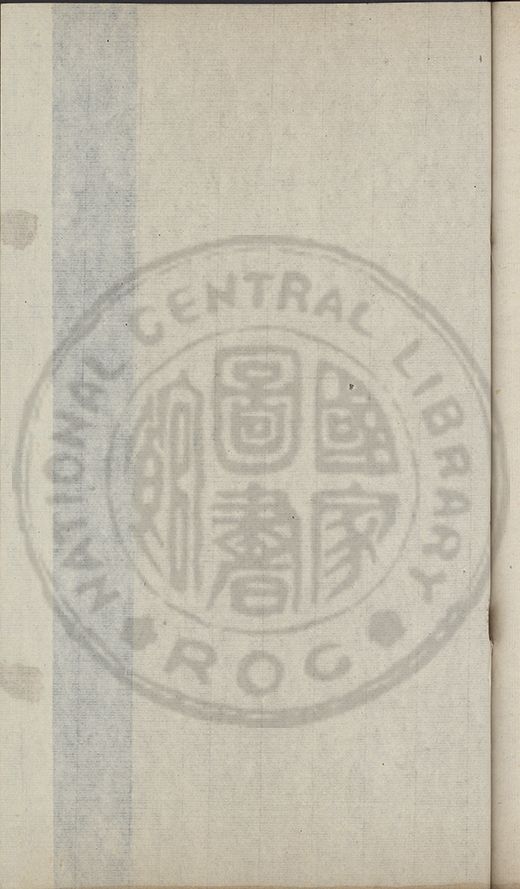 NATIONAL CENTRAL LIBRARY
國家
圖書
館
ROC